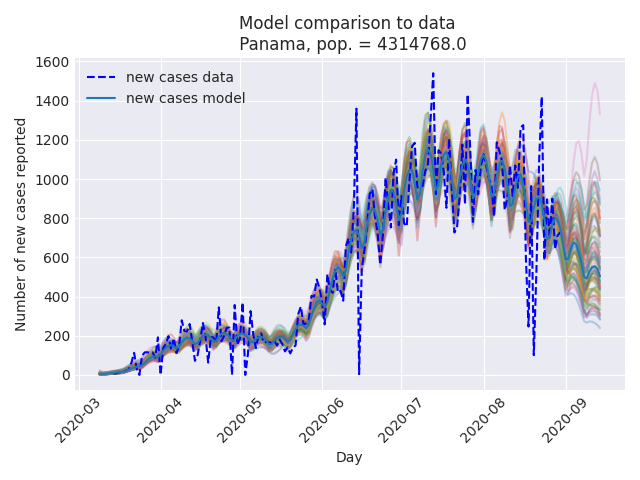 Model comparison to data
Panama, pop. = 4314768.0
new cases data
new cases model
Number of new cases reported
1600
1400
1200
1000
800
600
400
200
0
2020-03
2020-04
2020-05
2020-06
2020-07
2020-08
2020-09
Day